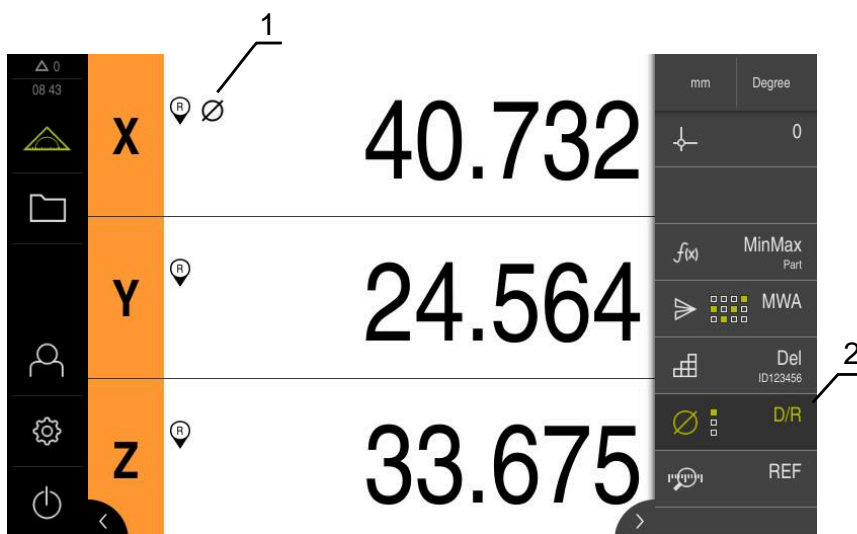 1
0
08 43
X
R
40.732
mm
Degree
0
Y
R
24.564
f(x)
MinMax
Part
MWA
Del
ID123456
2
D/R
Z
R
33.675
REF